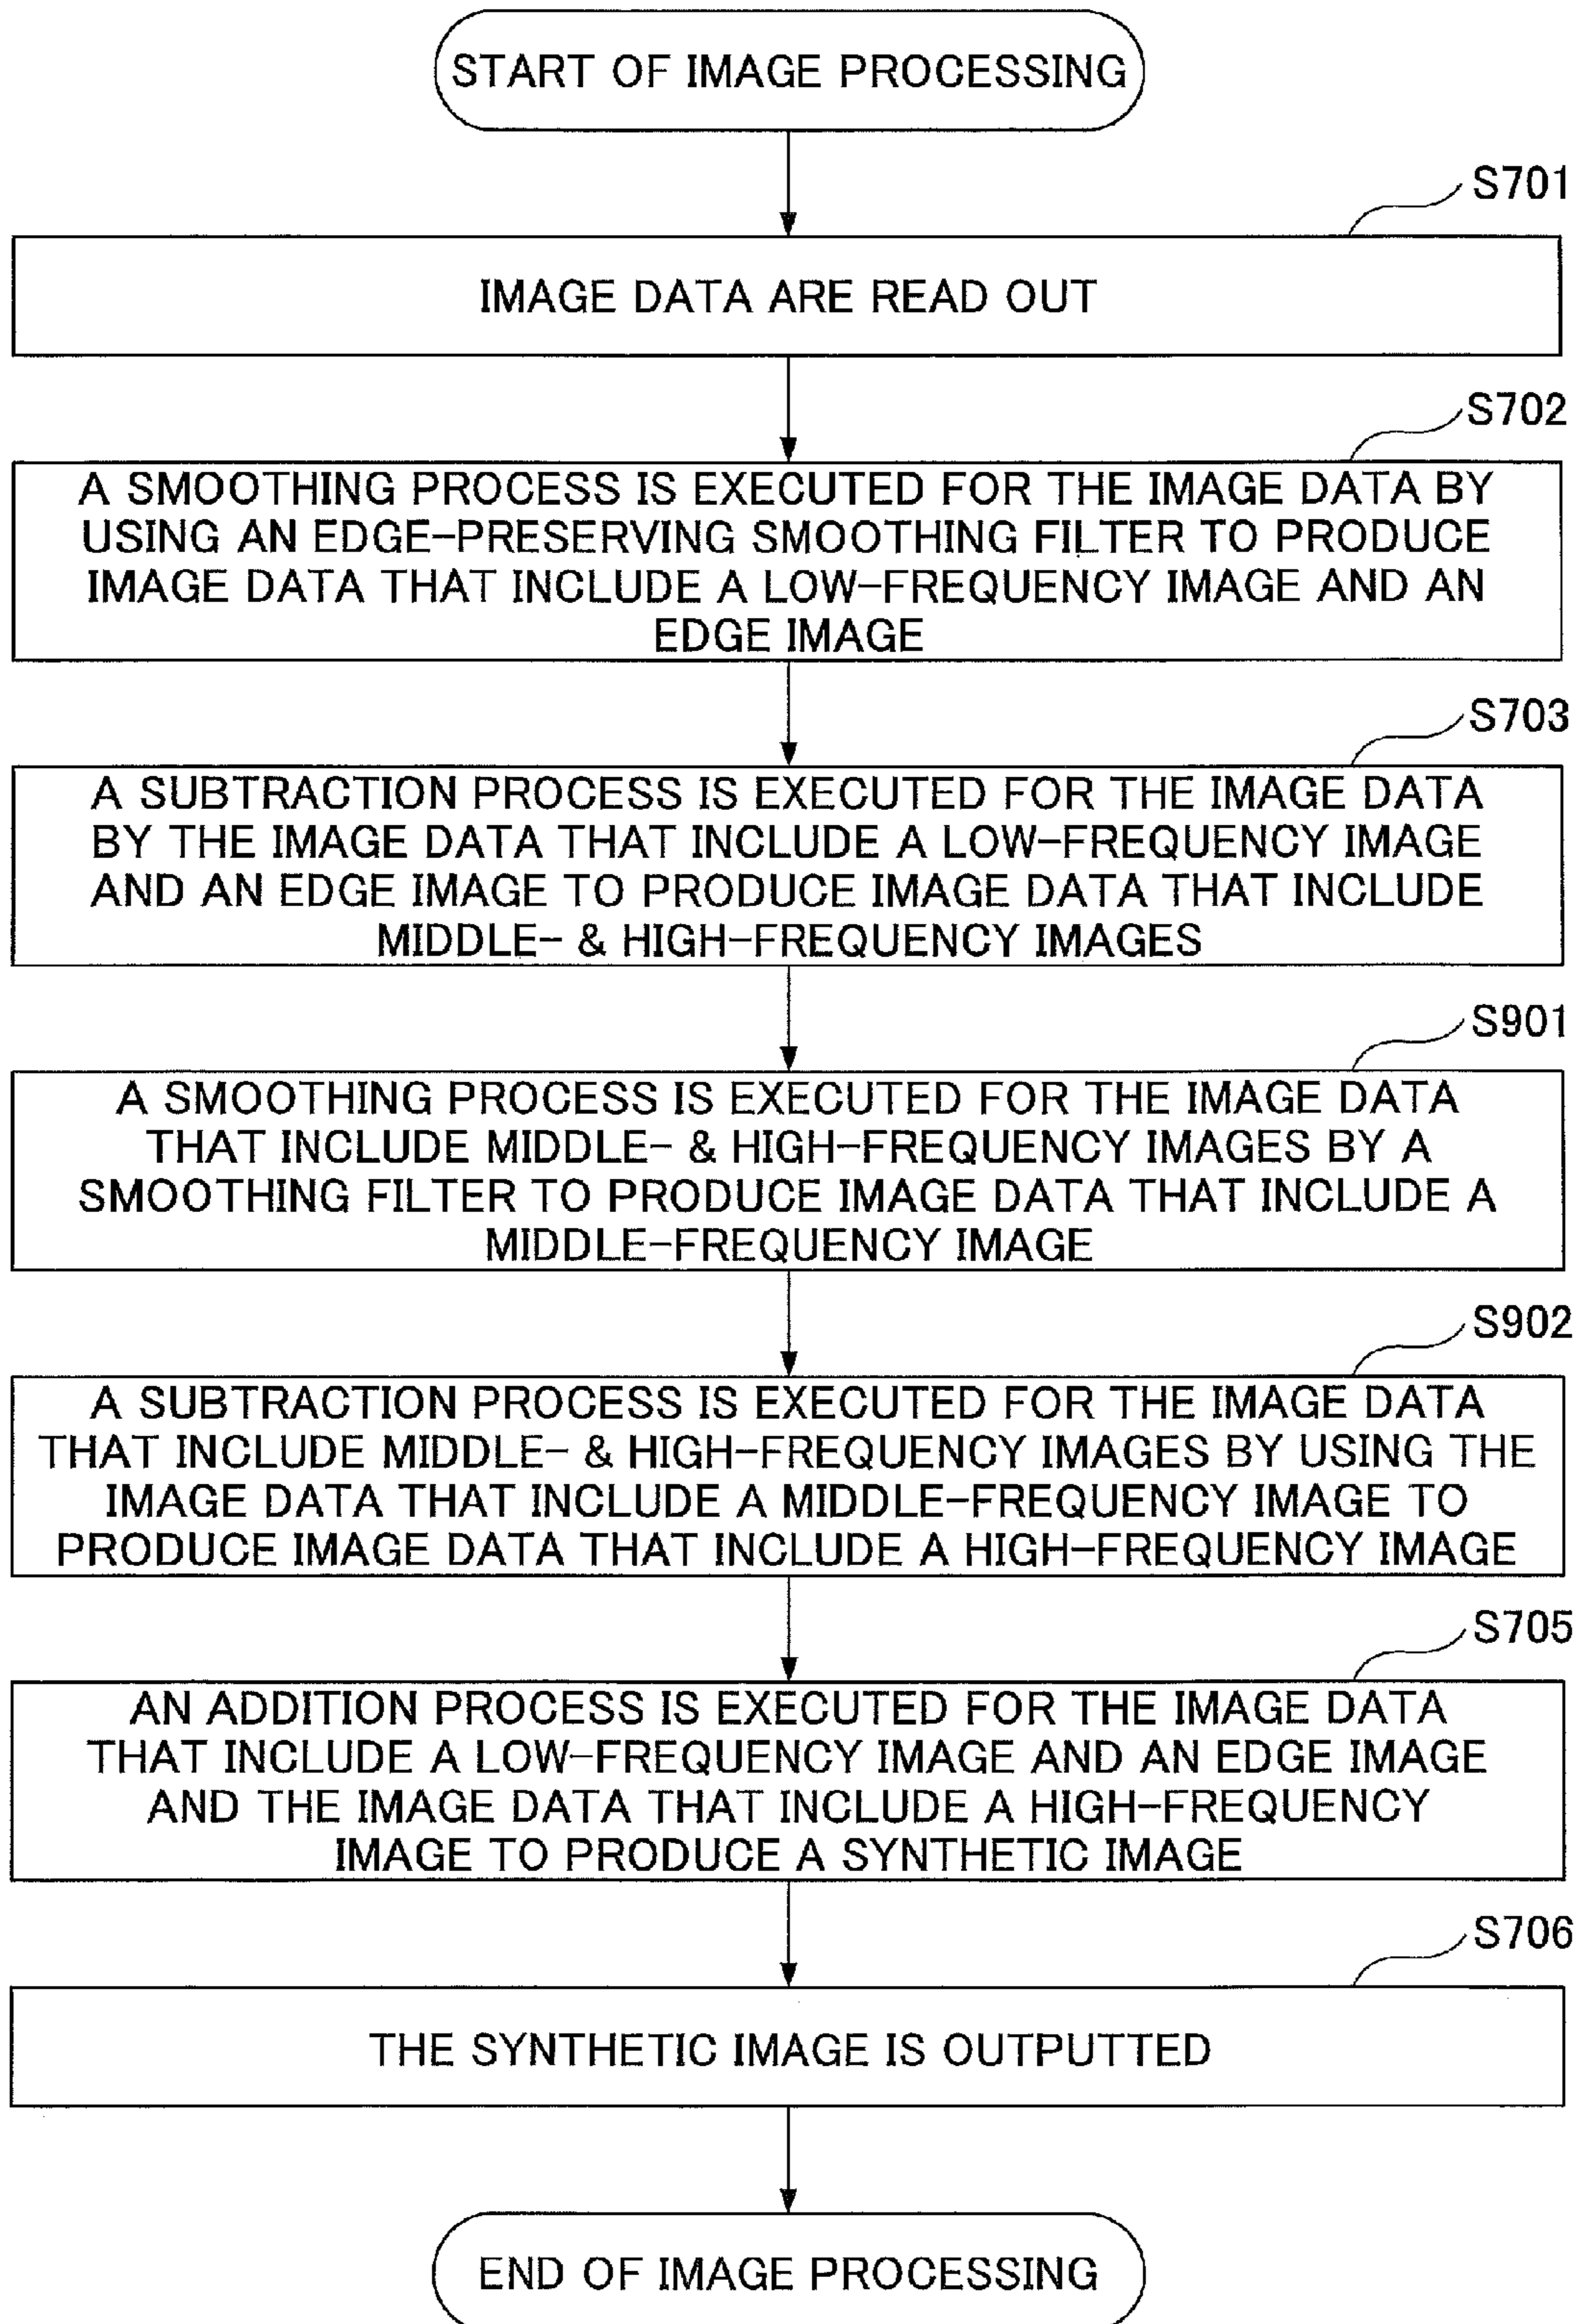 START OF IMAGE PROCESSING
S701
IMAGE DATA ARE READ OUT
S702
A SMOOTHING PROCESS IS EXECUTED FOR THE IMAGE DATA BY
USING AN EDGE-PRESERVING SMOOTHING FILTER TO PRODUCE
IMAGE DATA THAT INCLUDE A LOW-FREQUENCY IMAGE AND AN
EDGE IMAGE
S703
A SUBTRACTION PROCESS IS EXECUTED FOR THE IMAGE DATA
BY THE IMAGE DATA THAT INCLUDE A LOW-FREQUENCY IMAGE
AND AN EDGE IMAGE TO PRODUCE IMAGE DATA THAT INCLUDE
MIDDLE- & HIGH-FREQUENCY IMAGES
S901
A SMOOTHING PROCESS IS EXECUTED FOR THE IMAGE DATA
THAT INCLUDE MIDDLE- & HIGH-FREQUENCY IMAGES BY A
SMOOTHING FILTER TO PRODUCE IMAGE DATA THAT INCLUDE A
MIDDLE-FREQUENCY IMAGE
S902
A SUBTRACTION PROCESS IS EXECUTED FOR THE IMAGE DATA
THAT INCLUDE MIDDLE- & HIGH-FREQUENCY IMAGES BY USING THE
IMAGE DATA THAT INCLUDE A MIDDLE-FREQUENCY IMAGE TO
PRODUCE IMAGE DATA THAT INCLUDE A HIGH-FREQUENCY IMAGE
S705
AN ADDITION PROCESS IS EXECUTED FOR THE IMAGE DATA
THAT INCLUDE A LOW-FREQUENCY IMAGE AND AN EDGE IMAGE
AND THE IMAGE DATA THAT INCLUDE A HIGH-FREQUENCY
IMAGE TO PRODUCE A SYNTHETIC IMAGE
S706
THE SYNTHETIC IMAGE IS OUTPUTTED
END OF IMAGE PROCESSING